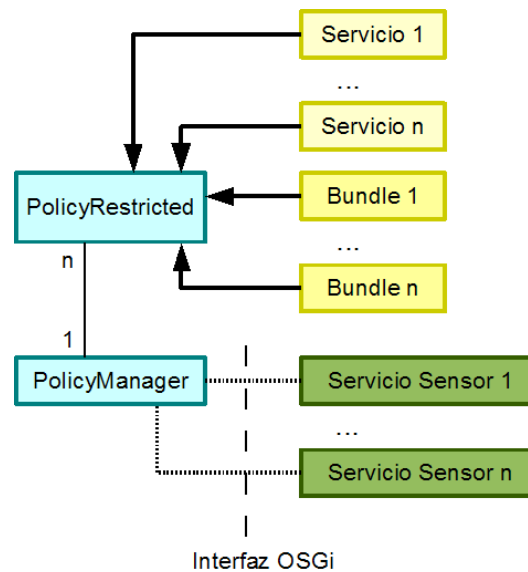 Servicio 1
...
Servicio n
PolicyRestricted
Bundle 1
...
Bundle n
n
1
PolicyManager
Servicio Sensor 1
...
Servicio Sensor n
Interfaz OSGi